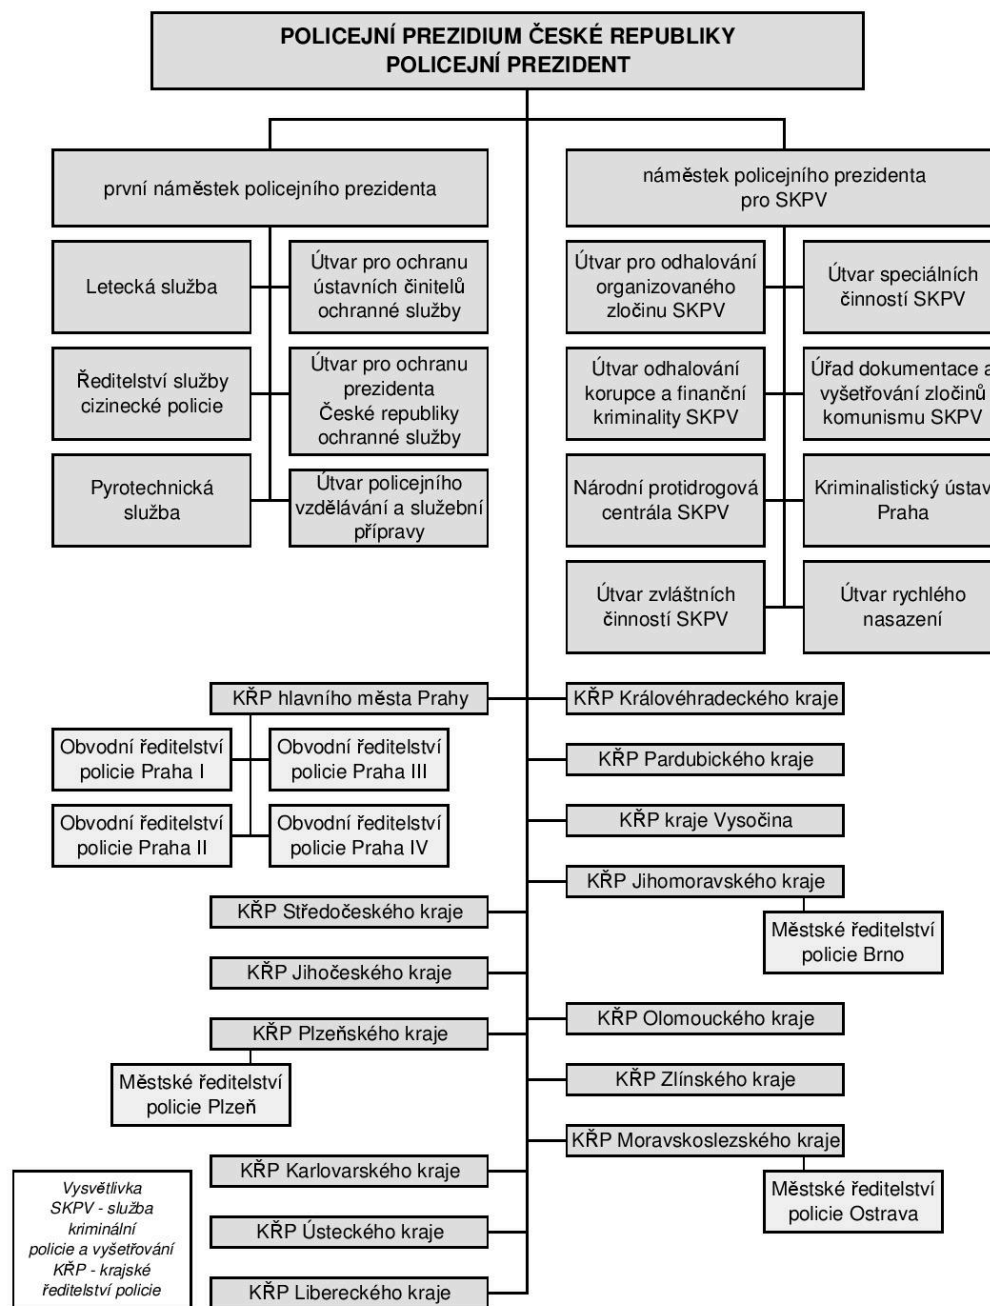 POLICEJNÍ PREZIDIUM ČESKÉ REPUBLIKY
POLICEJNÍ PREZIDENT
první náměstek policejního prezidenta
náměstek policejního prezidenta
pro SKPV
Letecká služba
Útvar pro ochranu
ústavních činitelů
ochranné služby
Útvar pro odhalování
organizovaného
zločinu SKPV
Útvar speciálních
činností SKPV
Ředitelství služby
cizinecké policie
Útvar pro ochranu
prezidenta
České republiky
ochranné služby
Útvar odhalování
korupce a finanční
kriminality SKPV
Úřad dokumentace a
vyšetřování zločinů
komunismu SKPV
Pyrotechnická
služba
Útvar policejního
vzdělávání a služební
přípravy
Národní protidrogová
centrála SKPV
Kriminalistický ústav
Praha
Útvar zvláštních
činností SKPV
Útvar rychlého
nasazení
KŘP hlavního města Prahy
KŘP Královéhradeckého kraje
Obvodní ředitelství
policie Praha I
Obvodní ředitelství
policie Praha III
KŘP Pardubického kraje
Obvodní ředitelství
policie Praha II
Obvodní ředitelství
policie Praha IV
KŘP kraje Vysočina
KŘP Jihomoravského kraje
KŘP Středočeského kraje
Městské ředitelství
policie Brno
KŘP Jihočeského kraje
KŘP Olomouckého kraje
KŘP Plzeňského kraje
Městské ředitelství
policie Plzeň
KŘP Zlínského kraje
KŘP Moravskoslezského kraje
KŘP Karlovarského kraje
Městské ředitelství
policie Ostrava
KŘP Ústeckého kraje
KŘP Libereckého kraje
Vysvětlivka
SKPV - služba
kriminální
policie a vyšetřování
KŘP - krajské
ředitelství policie